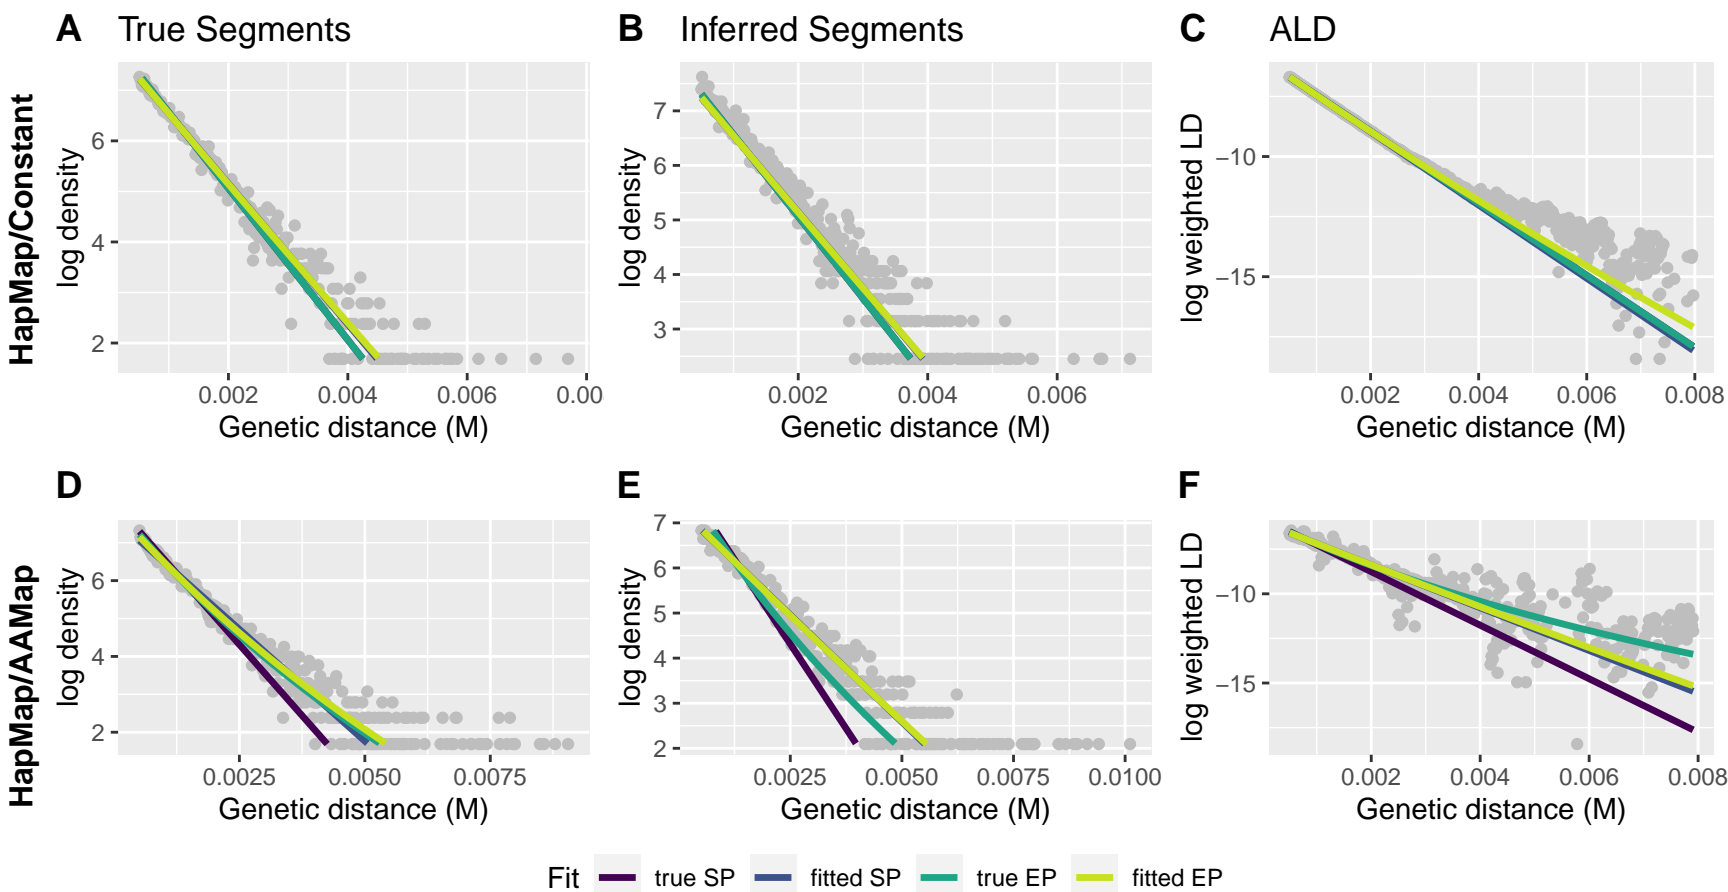 A True Segments
B Inferred Segments
C ALD
HapMap/Constant
log density
6
4
2
0.002 0.004 0.006 0.00
Genetic distance (M)
log density
7
6
5
4
3
0.002 0.004 0.006
Genetic distance (M)
log weighted LD
−10
−15
0.002 0.004 0.006 0.008
Genetic distance (M)
D
E
F
HapMap/AAMap
log density
6
4
2
0.0025 0.0050 0.0075
Genetic distance (M)
log density
7
6
5
4
3
2
0.0025 0.0050 0.0075 0.0100
Genetic distance (M)
log weighted LD
−10
−15
0.002 0.004 0.006 0.008
Genetic distance (M)
Fit true SP fitted SP true EP fitted EP